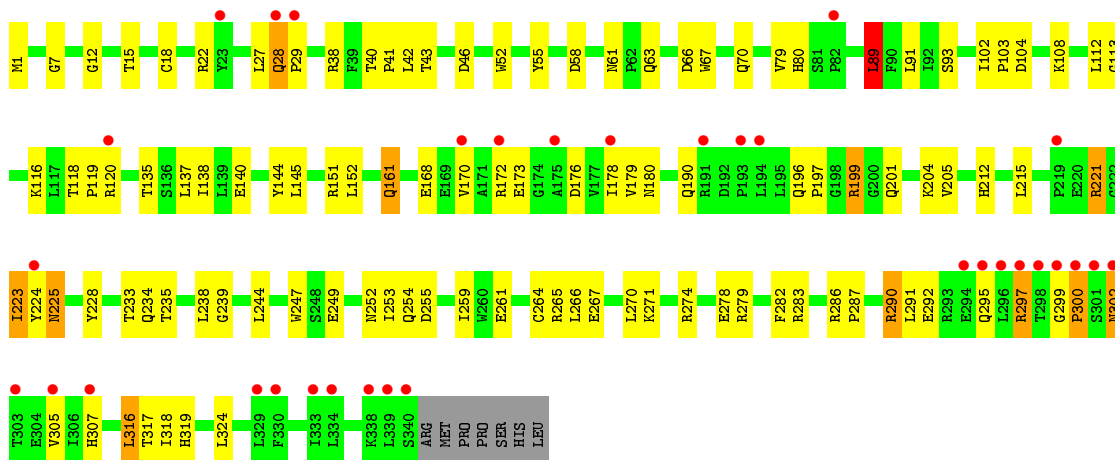 M1 G7 G12 T15 C18 R22 Y23 L27 Q28 P29 R38 F39 T40 P41 L42 T43 D46 W52 Y55 D58 N61 P62 Q63 D66 W67 Q70 V79 H80 S81 P82 L89 F90 L91 I92 S93 I102 P103 D104 K108 L112
K116 L117 T118 P119 R120 T135 S136 L137 I138 L139 E140 Y144 L145 R151 L152 Q161 E168 E169 V170 A171 R172 E173 G174 A175 D176 V177 I178 V179 N180 Q190 R191 D192 P193 L194 L195 Q196 P197 G198 R199 G200 Q201 K204 V205 H212 L215 P219 E220 R221
I223 Y224 N225 Y228 T233 Q234 T235 L238 G239 L244 W247 S248 E249 N252 I253 Q254 D255 I259 W260 E261 C264 R265 L266 E267 L270 K271 R274 E278 R279 F282 R283 R286 P287 R290 L291 E292 R293 E294 Q295 L296 R297 T298 G299 P300 S301 N302
T303 E304 V305 I306 H307 L316 T317 I318 H319 L324 L329 F330 I333 L334 K338 L339 S340 ARG MET PRO PRO SER HIS LEU